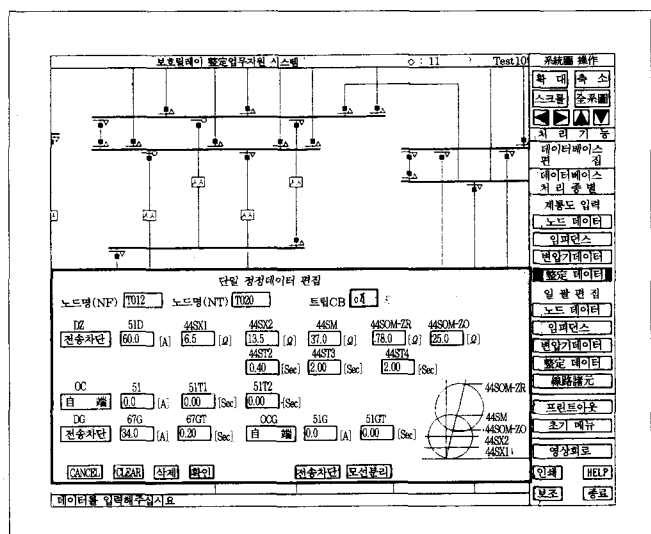 보호릴레이 整定업무지원 시스템 ◇ : 11 Test10
系統圖 操作
확 대 축 소
스크롤 全系圖
처 리 기 능
데이터베이스
편 집
데이터베이스
처 리 종 별
계통도 입력
노드 데이터
임피던스
변압기데이터
整定 데이터
일 괄 편 집
노드 데이터
임피던스
변압기데이터
整定 데이터
線路諸元
프린트아웃
초기 메뉴
영상회로
인쇄 HELP
보조 종료
단일 정정데이터 편집
노드명(NF) T012 노드명(NT) T020 트립CB
DZ 51D 44SX1 44SX2 44SM 44SOM-ZR 44SOM-ZO
전송차단 60.0 [A] 6.5 [Ω] 13.5 [Ω] 37.0 [Ω] 78.0 [Ω] 25.0 [Ω]
44ST2 44ST3 44ST4
0.40 [Sec] 2.00 [Sec] 2.00 [Sec]
OC 51 51T1 51T2
自 端 0.0 [A] 0.00 [Sec] 0.00 [Sec]
DG 67G 67GT OCG 51G 51GT
전송차단 34.0 [A] 0.20 [Sec] 自 端 0.0 [A] 0.00 [Sec]
44SOM-ZR
44SM
44SOM-ZO
44SX2
44SX1
CANCEL CLEAR 삭제 확인 전송차단 모선분리
데이터를 입력해주십시요